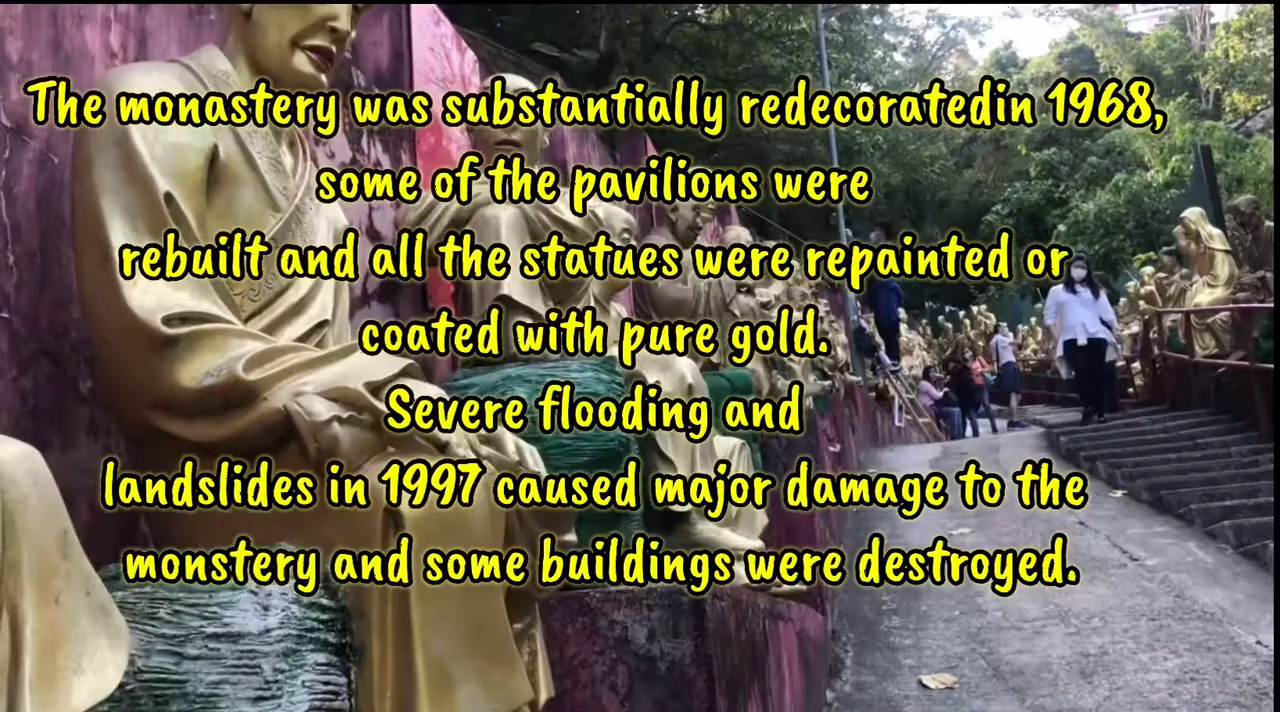 The monastery was substantially redecoratedin 1968,
some of the pavilions were
rebuilt and all the statues were repainted or
coated with pure gold.
Severe flooding and
landslides in 1997 caused major damage to the
monstery and some buildings were destroyed.